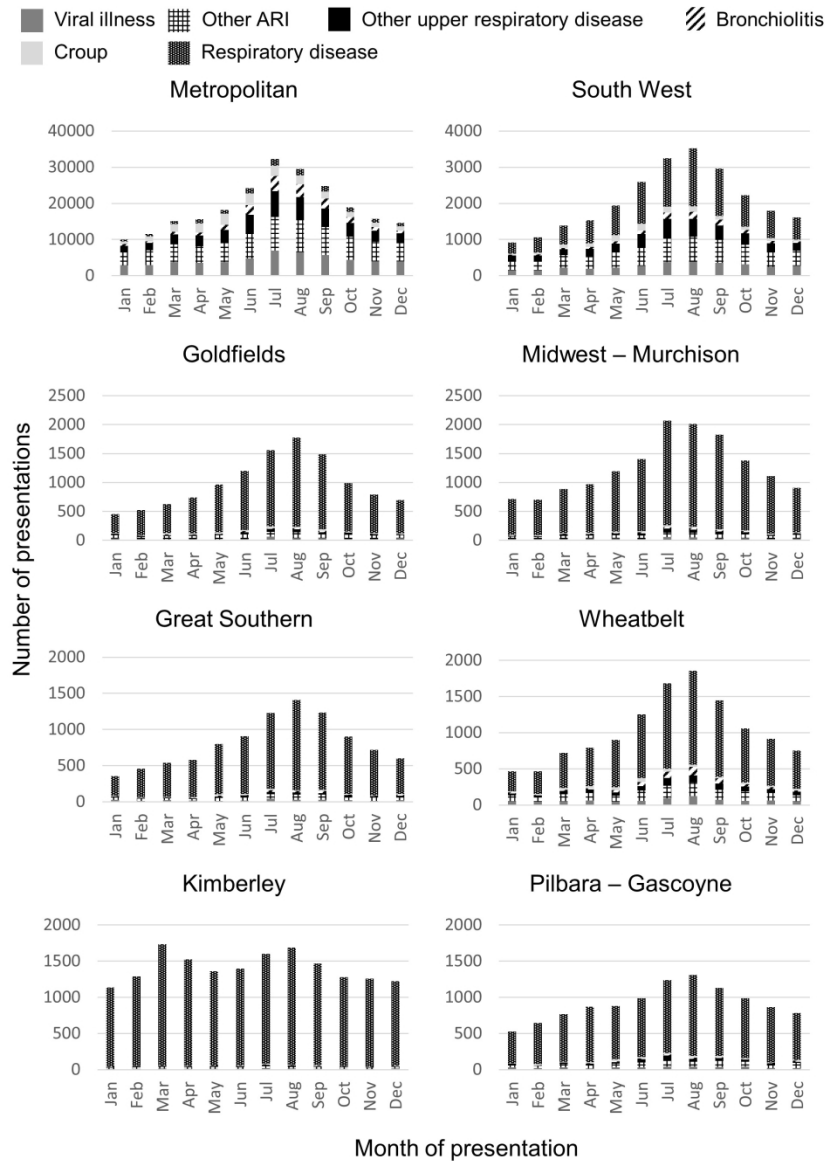 Viral illness Other ARI Other upper respiratory disease Bronchiolitis
Croup Respiratory disease
Metropolitan
40000
30000
20000
10000
0
Jan Feb Mar Apr May Jun Jul Aug Sep Oct Nov Dec
South West
4000
3000
2000
1000
0
Jan Feb Mar Apr May Jun Jul Aug Sep Oct Nov Dec
Goldfields
2500
2000
1500
1000
500
0
Jan Feb Mar Apr May Jun Jul Aug Sep Oct Nov Dec
Midwest – Murchison
2500
2000
1500
1000
500
0
Jan Feb Mar Apr May Jun Jul Aug Sep Oct Nov Dec
Number of presentations
Great Southern
2000
1500
1000
500
0
Jan Feb Mar Apr May Jun Jul Aug Sep Oct Nov Dec
Wheatbelt
2000
1500
1000
500
0
Jan Feb Mar Apr May Jun Jul Aug Sep Oct Nov Dec
Kimberley
2000
1500
1000
500
0
Jan Feb Mar Apr May Jun Jul Aug Sep Oct Nov Dec
Pilbara – Gascoyne
2000
1500
1000
500
0
Jan Feb Mar Apr May Jun Jul Aug Sep Oct Nov Dec
Month of presentation